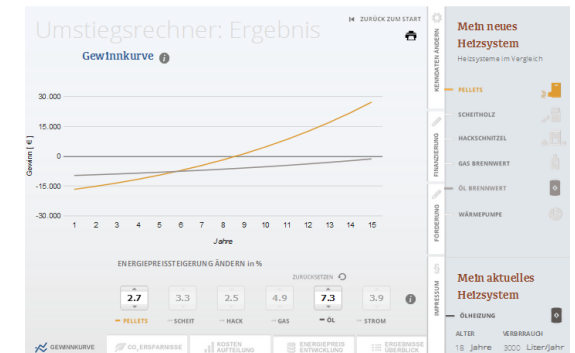 Umstiegsrechner: Ergebnis
ZURÜCK ZUM START
Gewinnkurve
Gewinn [ € ]
30.000
15.000
0
-15.000
-30.000
1 2 3 4 5 6 7 8 9 10 11 12 13 14 15
Jahre
ENERGIEPREISSTEIGERUNG ÄNDERN in %
ZURÜCKSETZEN
2.7 3.3 2.5 4.9 7.3 3.9
PELLETS SCHEIT HACK GAS ÖL STROM
GEWINNKURVE
CO₂ ERSPARNISSE
KOSTEN
AUFTEILUNG
ENERGIEPREIS
ENTWICKLUNG
ERGEBNISSE
ÜBERBLICK
KENNDATEN ÄNDERN
FINANZIERUNG
FÖRDERUNG
IMPRESSUM
§
Mein neues
Heizsystem
Heizsysteme im Vergleich
PELLETS
SCHEITHOLZ
HACKSCHNITZEL
GAS BRENNWERT
ÖL BRENNWERT
WÄRMEPUMPE
Mein aktuelles
Heizsystem
ÖLHEIZUNG
ALTER VERBRRAUCH
18 Jahre 3000 Liter/Jahr